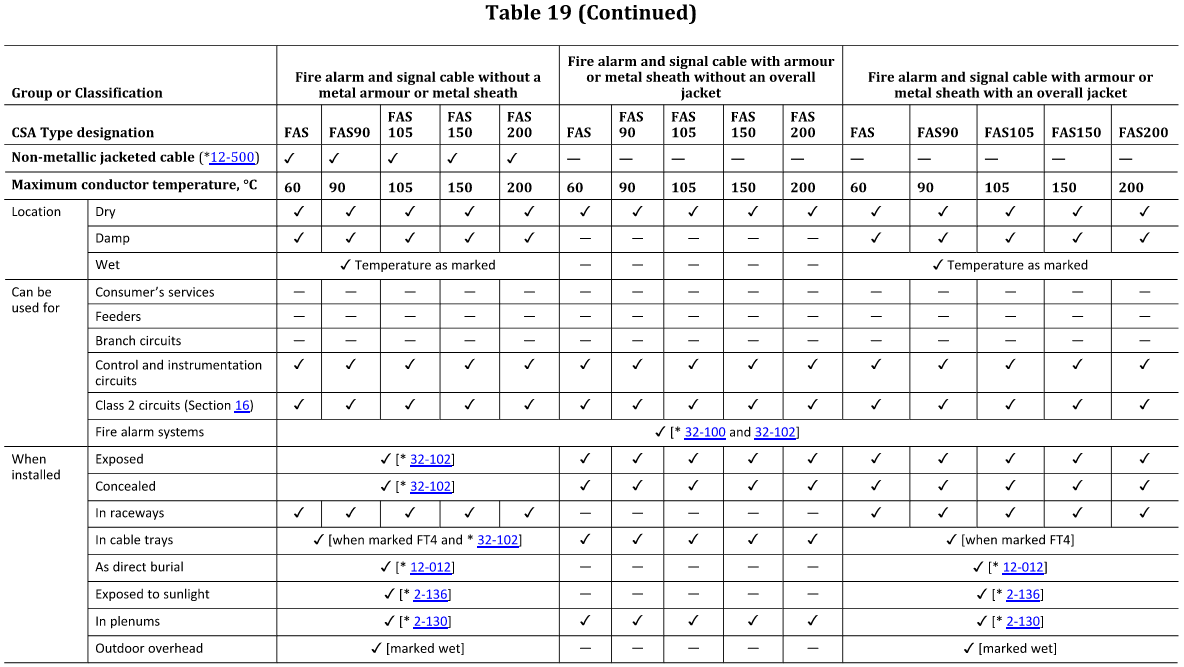 Table 19 (Continued)
Group or Classification | Fire alarm and signal cable without a metal armour or metal sheath | Fire alarm and signal cable with armour or metal sheath without an overall jacket | Fire alarm and signal cable with armour or metal sheath with an overall jacket
CSA Type designation | FAS | FAS90 | FAS 105 | FAS 150 | FAS 200 | FAS | FAS 90 | FAS 105 | FAS 150 | FAS 200 | FAS | FAS90 | FAS105 | FAS150 | FAS200
Non-metallic jacketed cable (*12-500) | ✓ | ✓ | ✓ | ✓ | ✓ | — | — | — | — | — | — | — | — | — | —
Maximum conductor temperature, °C | 60 | 90 | 105 | 150 | 200 | 60 | 90 | 105 | 150 | 200 | 60 | 90 | 105 | 150 | 200
Location | Dry | ✓ | ✓ | ✓ | ✓ | ✓ | ✓ | ✓ | ✓ | ✓ | ✓ | ✓ | ✓ | ✓ | ✓ | ✓
Damp | ✓ | ✓ | ✓ | ✓ | ✓ | — | — | — | — | — | ✓ | ✓ | ✓ | ✓ | ✓
Wet | ✓ Temperature as marked | — | — | — | — | — | ✓ Temperature as marked
Can be used for | Consumer’s services | — | — | — | — | — | — | — | — | — | — | — | — | — | — | —
Feeders | — | — | — | — | — | — | — | — | — | — | — | — | — | — | —
Branch circuits | — | — | — | — | — | — | — | — | — | — | — | — | — | — | —
Control and instrumentation circuits | ✓ | ✓ | ✓ | ✓ | ✓ | ✓ | ✓ | ✓ | ✓ | ✓ | ✓ | ✓ | ✓ | ✓ | ✓
Class 2 circuits (Section 16) | ✓ | ✓ | ✓ | ✓ | ✓ | ✓ | ✓ | ✓ | ✓ | ✓ | ✓ | ✓ | ✓ | ✓ | ✓
Fire alarm systems | ✓ [* 32-100 and 32-102]
When installed | Exposed | ✓ [* 32-102] | ✓ | ✓ | ✓ | ✓ | ✓ | ✓ | ✓ | ✓ | ✓ | ✓
Concealed | ✓ [* 32-102] | ✓ | ✓ | ✓ | ✓ | ✓ | ✓ | ✓ | ✓ | ✓ | ✓
In raceways | ✓ | ✓ | ✓ | ✓ | ✓ | — | — | — | — | — | ✓ | ✓ | ✓ | ✓ | ✓
In cable trays | ✓ [when marked FT4 and * 32-102] | ✓ | ✓ | ✓ | ✓ | ✓ | ✓ [when marked FT4]
As direct burial | ✓ [* 12-012] | — | — | — | — | — | ✓ [* 12-012]
Exposed to sunlight | ✓ [* 2-136] | — | — | — | — | — | ✓ [* 2-136]
In plenums | ✓ [* 2-130] | ✓ | ✓ | ✓ | ✓ | ✓ | ✓ [* 2-130]
Outdoor overhead | ✓ [marked wet] | — | — | — | — | — | ✓ [marked wet]